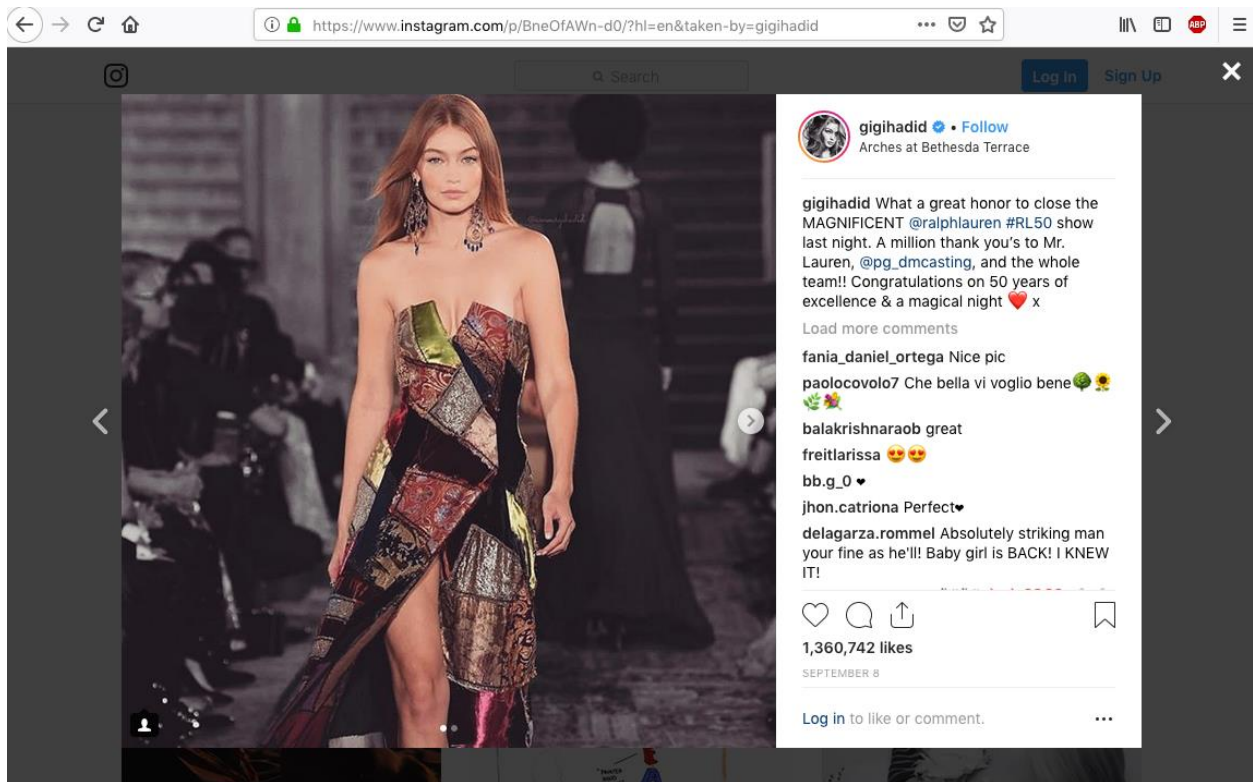 https://www.instagram.com/p/BneOfAWn-d0/?hl=en&taken-by=gigihadid
ABP
Search
Log In
Sign Up
gigihadid • Follow
Arches at Bethesda Terrace
gigihadid What a great honor to close the
MAGNIFICENT @ralphlauren #RL50 show
last night. A million thank you's to Mr.
Lauren, @pg_dmcasting, and the whole
team!! Congratulations on 50 years of
excellence & a magical night ❤️ x
Load more comments
fania_daniel_ortega Nice pic
paolocovolo7 Che bella vi voglio bene🌳🌻
🌿💐
balakrishnaraob great
freitlarissa 😍😍
bb.g_0 ❤
jhon.catriona Perfect❤
delagarza.rommel Absolutely striking man
your fine as he'll! Baby girl is BACK! I KNEW
IT!
1,360,742 likes
SEPTEMBER 8
Log in to like or comment.